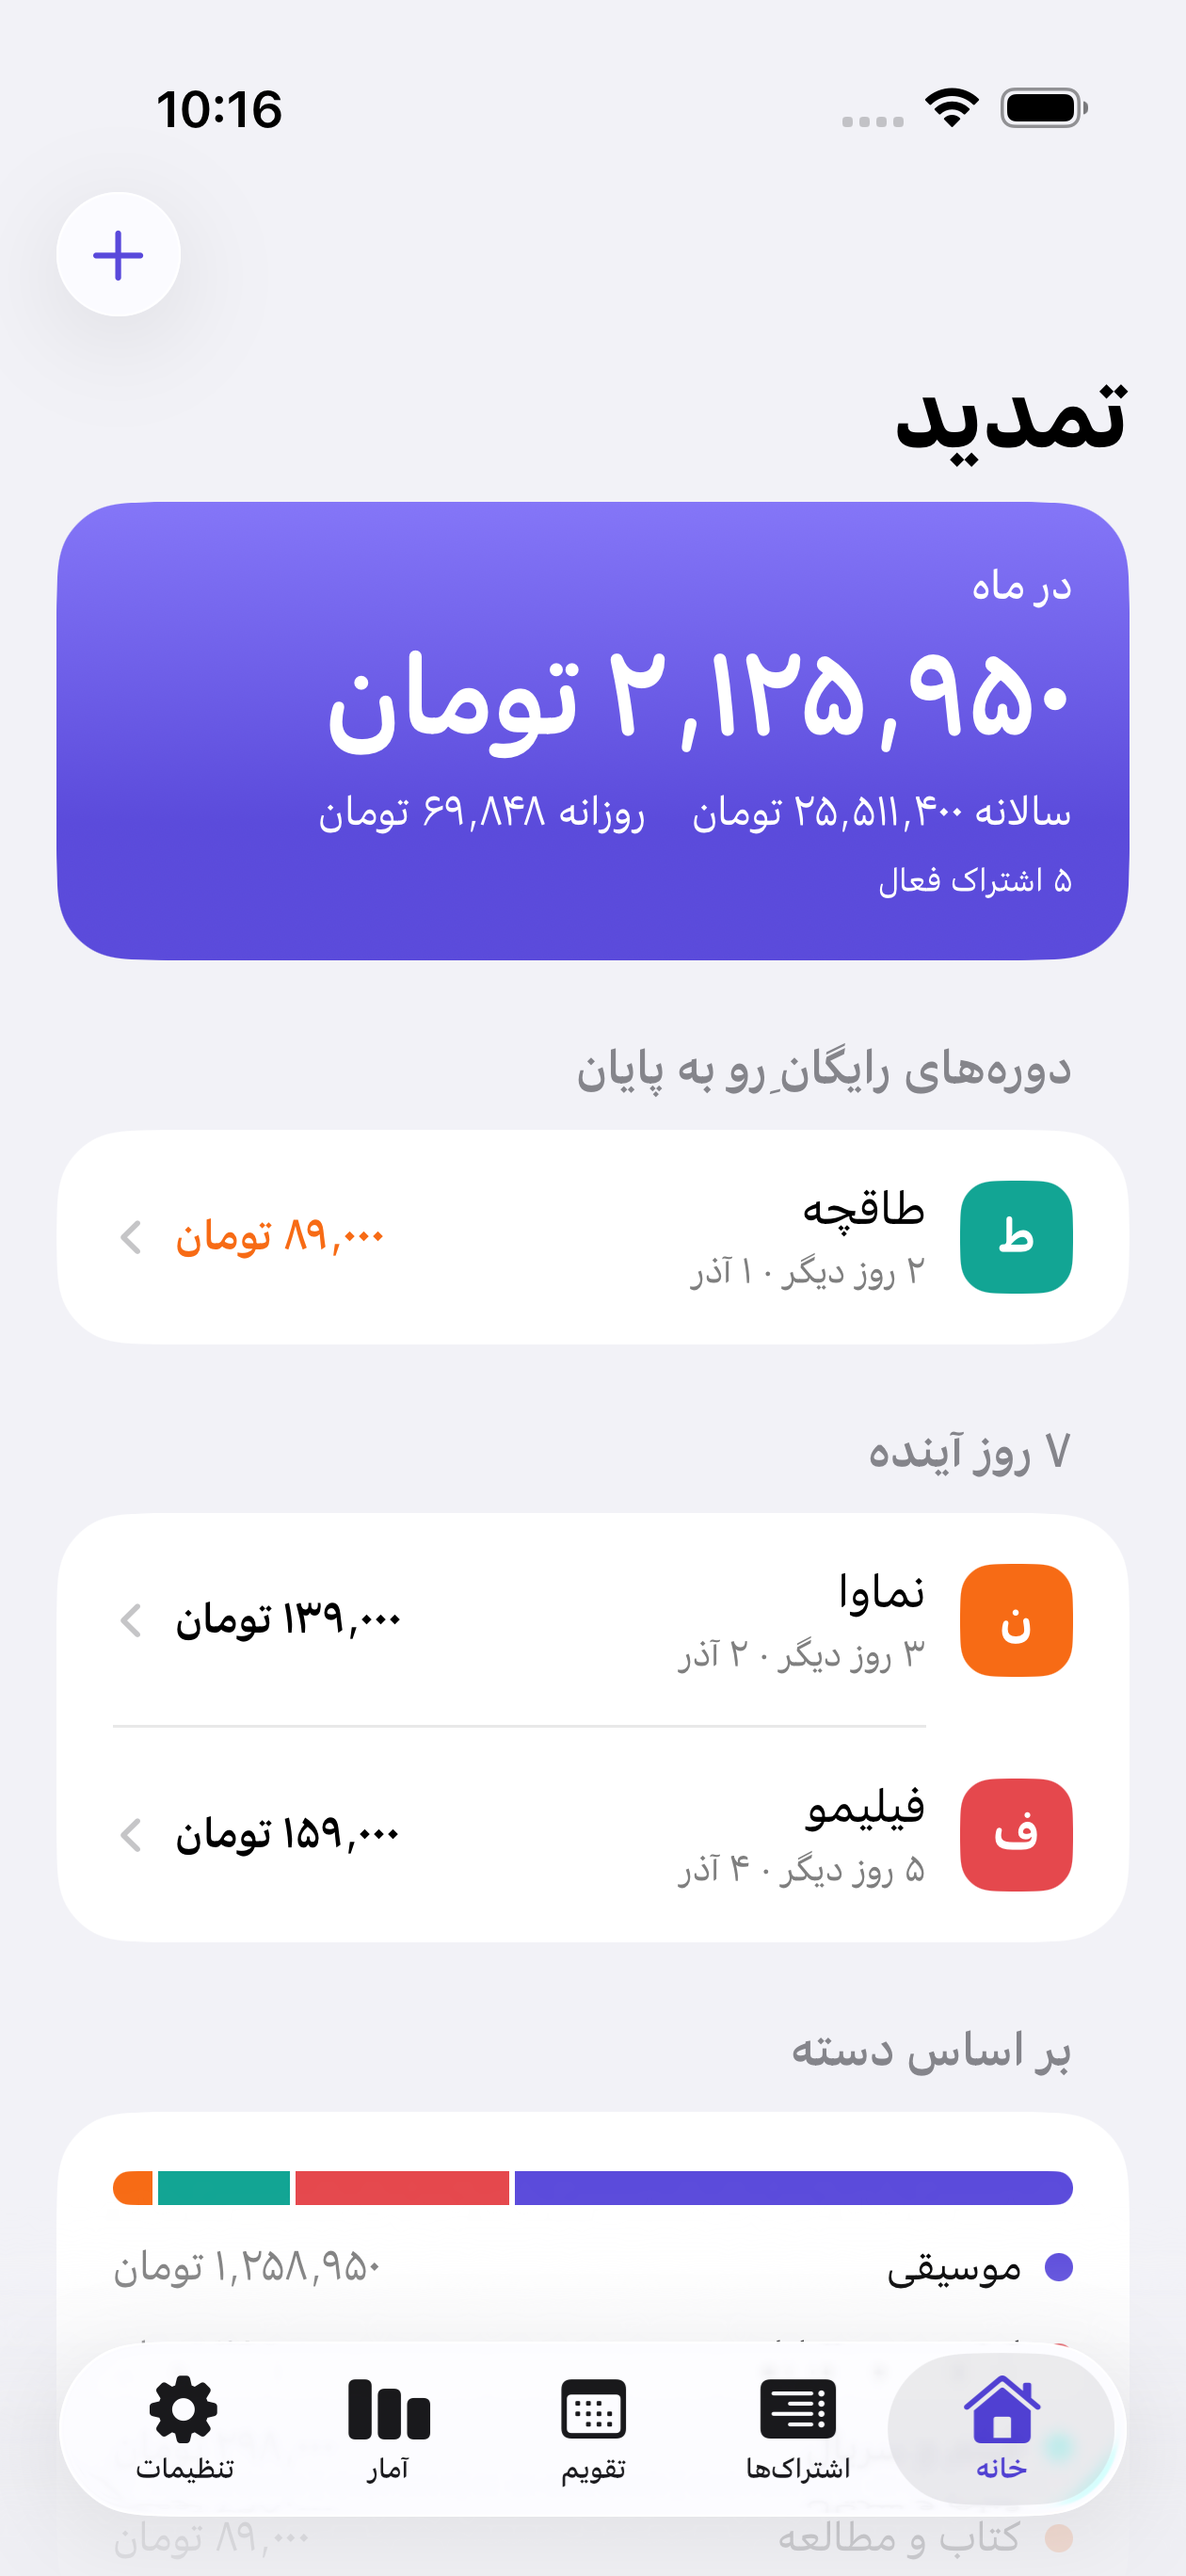 10:16
تمدید
در ماه
۲,۱۲۵,۹۵۰ تومان
سالانه ۲۵,۵۱۱,۴۰۰ تومان روزانه ۶۹,۸۴۸ تومان
۵ اشتراک فعال
دوره‌های رایگانِ رو به پایان
ط
طاقچه
۲ روز دیگر · ۱ آذر
۸۹,۰۰۰ تومان
۷ روز آینده
ن
نماوا
۳ روز دیگر · ۲ آذر
۱۳۹,۰۰۰ تومان
ف
فیلیمو
۵ روز دیگر · ۴ آذر
۱۵۹,۰۰۰ تومان
بر اساس دسته
موسیقی
۱,۲۵۸,۹۵۰ تومان
خانه
اشتراک‌ها
تقویم
آمار
تنظیمات
کتاب و مطالعه
۸۹,۰۰۰ تومان